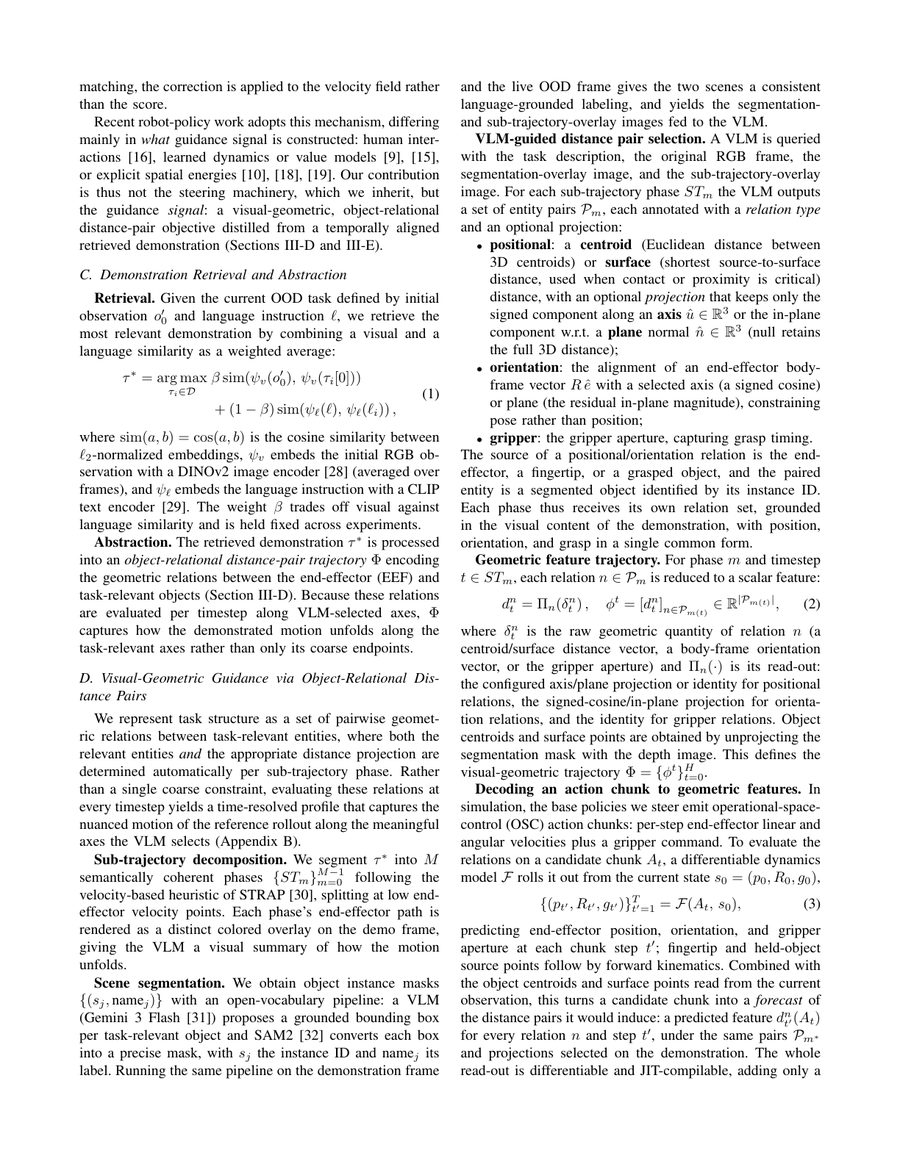 matching, the correction is applied to the velocity field rather
than the score.
Recent robot-policy work adopts this mechanism, differing
mainly in what guidance signal is constructed: human inter-
actions [16], learned dynamics or value models [9], [15],
or explicit spatial energies [10], [18], [19]. Our contribution
is thus not the steering machinery, which we inherit, but
the guidance signal: a visual-geometric, object-relational
distance-pair objective distilled from a temporally aligned
retrieved demonstration (Sections III-D and III-E).
C. Demonstration Retrieval and Abstraction
Retrieval. Given the current OOD task defined by initial
observation o′₀ and language instruction ℓ, we retrieve the
most relevant demonstration by combining a visual and a
language similarity as a weighted average:
τ* = arg max β sim(ψᵥ(o′₀), ψᵥ(τᵢ[0]))
τᵢ∈𝒟
+ (1 − β) sim(ψ_ℓ(ℓ), ψ_ℓ(ℓᵢ)) , (1)
where sim(a, b) = cos(a, b) is the cosine similarity between
ℓ₂-normalized embeddings, ψᵥ embeds the initial RGB ob-
servation with a DINOv2 image encoder [28] (averaged over
frames), and ψ_ℓ embeds the language instruction with a CLIP
text encoder [29]. The weight β trades off visual against
language similarity and is held fixed across experiments.
Abstraction. The retrieved demonstration τ* is processed
into an object-relational distance-pair trajectory Φ encoding
the geometric relations between the end-effector (EEF) and
task-relevant objects (Section III-D). Because these relations
are evaluated per timestep along VLM-selected axes, Φ
captures how the demonstrated motion unfolds along the
task-relevant axes rather than only its coarse endpoints.
D. Visual-Geometric Guidance via Object-Relational Dis-
tance Pairs
We represent task structure as a set of pairwise geomet-
ric relations between task-relevant entities, where both the
relevant entities and the appropriate distance projection are
determined automatically per sub-trajectory phase. Rather
than a single coarse constraint, evaluating these relations at
every timestep yields a time-resolved profile that captures the
nuanced motion of the reference rollout along the meaningful
axes the VLM selects (Appendix B).
Sub-trajectory decomposition. We segment τ* into M
semantically coherent phases {STₘ}ₘ₌₀ᴹ⁻¹ following the
velocity-based heuristic of STRAP [30], splitting at low end-
effector velocity points. Each phase's end-effector path is
rendered as a distinct colored overlay on the demo frame,
giving the VLM a visual summary of how the motion
unfolds.
Scene segmentation. We obtain object instance masks
{(sⱼ, nameⱼ)} with an open-vocabulary pipeline: a VLM
(Gemini 3 Flash [31]) proposes a grounded bounding box
per task-relevant object and SAM2 [32] converts each box
into a precise mask, with sⱼ the instance ID and nameⱼ its
label. Running the same pipeline on the demonstration frame
and the live OOD frame gives the two scenes a consistent
language-grounded labeling, and yields the segmentation-
and sub-trajectory-overlay images fed to the VLM.
VLM-guided distance pair selection. A VLM is queried
with the task description, the original RGB frame, the
segmentation-overlay image, and the sub-trajectory-overlay
image. For each sub-trajectory phase STₘ the VLM outputs
a set of entity pairs 𝒫ₘ, each annotated with a relation type
and an optional projection:
• positional: a centroid (Euclidean distance between
3D centroids) or surface (shortest source-to-surface
distance, used when contact or proximity is critical)
distance, with an optional projection that keeps only the
signed component along an axis û ∈ ℝ³ or the in-plane
component w.r.t. a plane normal n̂ ∈ ℝ³ (null retains
the full 3D distance);
• orientation: the alignment of an end-effector body-
frame vector R ê with a selected axis (a signed cosine)
or plane (the residual in-plane magnitude), constraining
pose rather than position;
• gripper: the gripper aperture, capturing grasp timing.
The source of a positional/orientation relation is the end-
effector, a fingertip, or a grasped object, and the paired
entity is a segmented object identified by its instance ID.
Each phase thus receives its own relation set, grounded
in the visual content of the demonstration, with position,
orientation, and grasp in a single common form.
Geometric feature trajectory. For phase m and timestep
t ∈ STₘ, each relation n ∈ 𝒫ₘ is reduced to a scalar feature:
dₜⁿ = Πₙ(δₜⁿ) , φᵗ = [dₜⁿ]_{n∈𝒫_{m(t)}} ∈ ℝ^{|𝒫_{m(t)}|}, (2)
where δₜⁿ is the raw geometric quantity of relation n (a
centroid/surface distance vector, a body-frame orientation
vector, or the gripper aperture) and Πₙ(·) is its read-out:
the configured axis/plane projection or identity for positional
relations, the signed-cosine/in-plane projection for orienta-
tion relations, and the identity for gripper relations. Object
centroids and surface points are obtained by unprojecting the
segmentation mask with the depth image. This defines the
visual-geometric trajectory Φ = {φᵗ}ₜ₌₀ᴴ.
Decoding an action chunk to geometric features. In
simulation, the base policies we steer emit operational-space-
control (OSC) action chunks: per-step end-effector linear and
angular velocities plus a gripper command. To evaluate the
relations on a candidate chunk Aₜ, a differentiable dynamics
model ℱ rolls it out from the current state s₀ = (p₀, R₀, g₀),
{(p_{t′}, R_{t′}, g_{t′})}_{t′=1}^T = ℱ(Aₜ, s₀), (3)
predicting end-effector position, orientation, and gripper
aperture at each chunk step t′; fingertip and held-object
source points follow by forward kinematics. Combined with
the object centroids and surface points read from the current
observation, this turns a candidate chunk into a forecast of
the distance pairs it would induce: a predicted feature d_{t′}^n(Aₜ)
for every relation n and step t′, under the same pairs 𝒫_{m*}
and projections selected on the demonstration. The whole
read-out is differentiable and JIT-compilable, adding only a